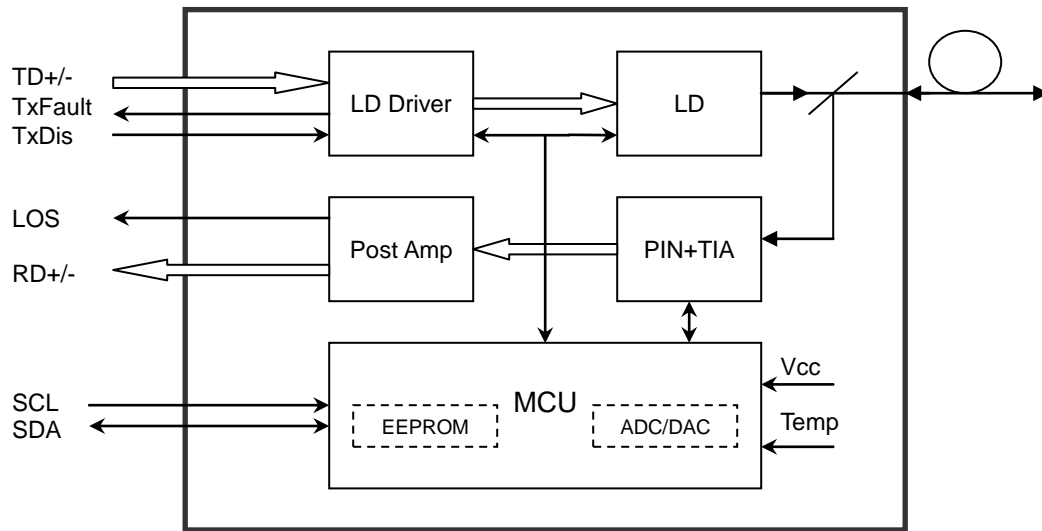 TD+/-
TxFault
TxDis
LD Driver
LD
LOS
RD+/-
Post Amp
PIN+TIA
SCL
SDA
MCU
EEPROM
ADC/DAC
Vcc
Temp